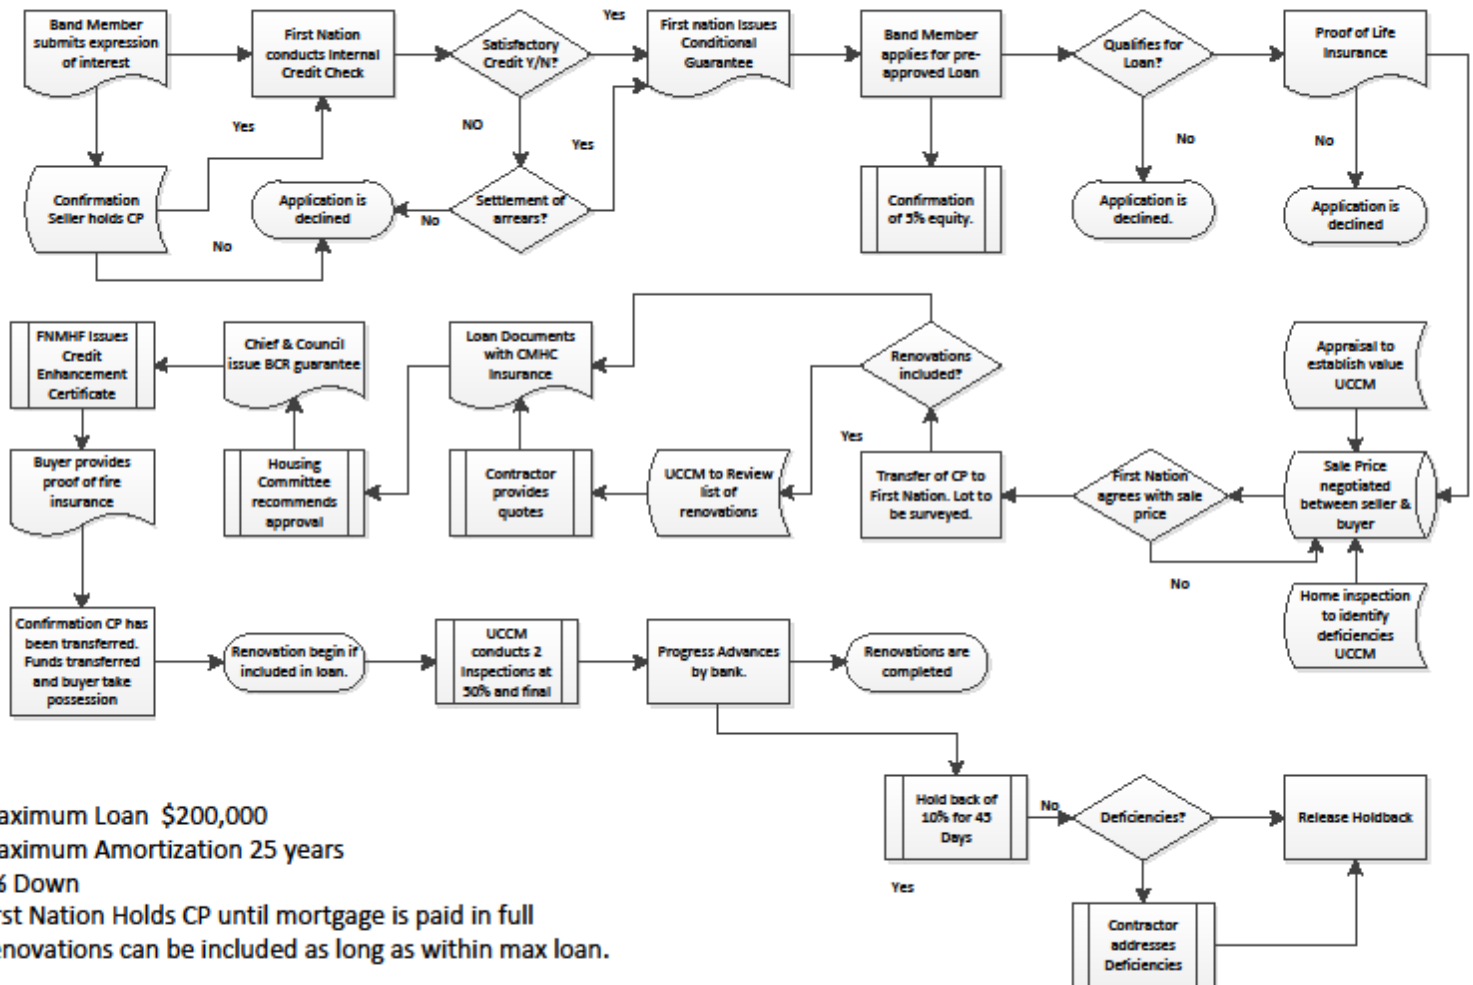 Band Member
submits expression
of interest
First Nation
conducts Internal
Credit Check
Satisfactory
Credit Y/N?
Yes
First nation Issues
Conditional
Guarantee
Band Member
applies for pre-
approved Loan
Qualifies for
Loan?
Proof of Life
Insurance
Yes
NO
Yes
No
No
Confirmation
Seller holds CP
Application is
declined
No
Settlement of
arrears?
Confirmation
of 5% equity.
Application is
declined.
Application is
declined
No
FNMHF Issues
Credit
Enhancement
Certificate
Chief & Council
issue BCR guarantee
Loan Documents
with CMHC
Insurance
Renovations
included?
Appraisal to
establish value
UCCM
Yes
Buyer provides
proof of fire
insurance
Housing
Committee
recommends
approval
Contractor
provides
quotes
UCCM to Review
list of
renovations
Transfer of CP to
First Nation. Lot to
be surveyed.
First Nation
agrees with sale
price
Sale Price
negotiated
between seller &
buyer
No
Home inspection
to identify
deficiencies
UCCM
Confirmation CP has
been transferred.
Funds transferred
and buyer take
possession
Renovation begin if
included in loan.
UCCM
conducts 2
inspections at
50% and final
Progress Advances
by bank.
Renovations are
completed
Hold back of
10% for 45
Days
No
Deficiencies?
Release Holdback
Yes
Contractor
addresses
Deficiencies
aximum Loan $200,000
aximum Amortization 25 years
% Down
rst Nation Holds CP until mortgage is paid in full
enovations can be included as long as within max loan.